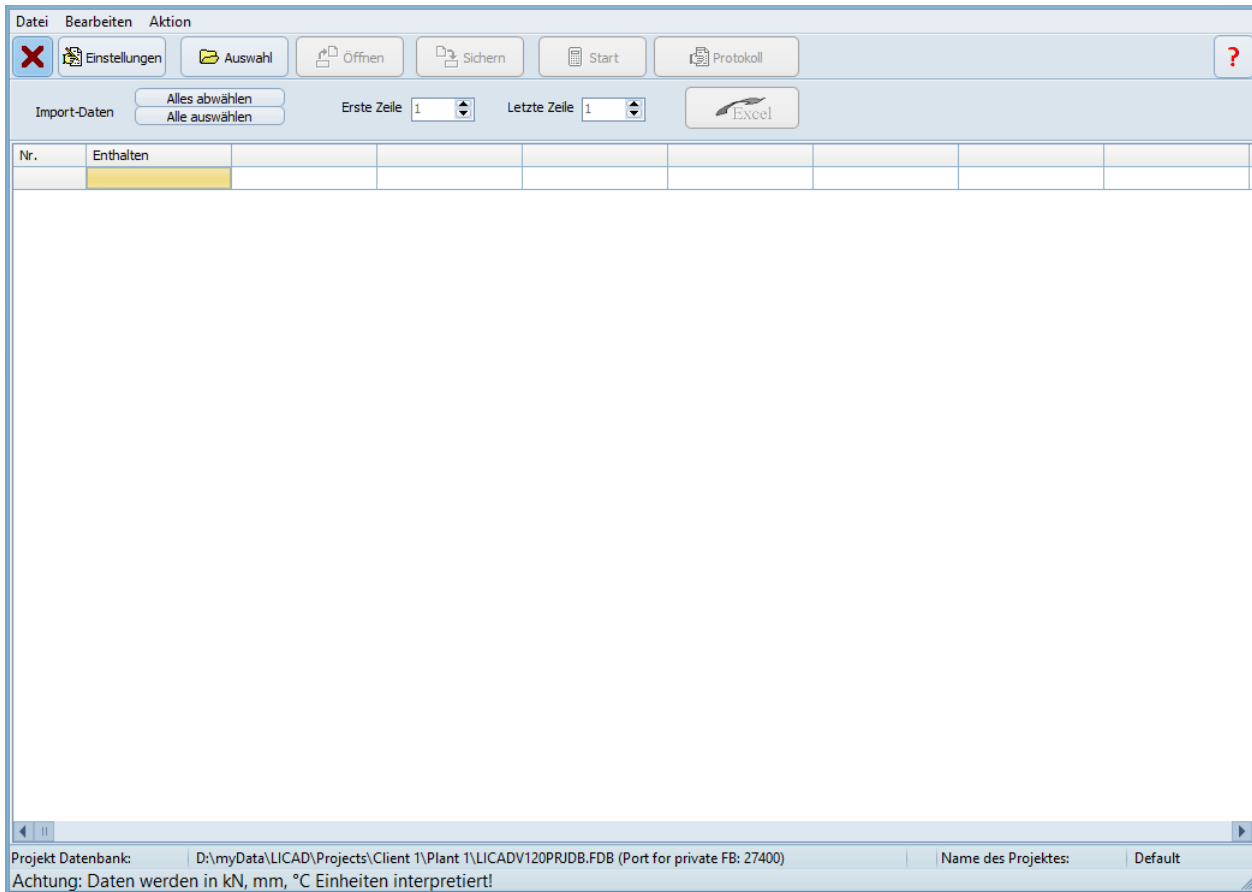 Datei Bearbeiten Aktion
Einstellungen Auswahl Öffnen Sichern Start Protokoll ?
Alles abwählen
Import-Daten Erste Zeile 1 Letzte Zeile 1 Excel
Alle auswählen
Nr. Enthalten
Projekt Datenbank: D:\myData\LICAD\Projects\Client 1\Plant 1\LICADV120PRJDB.FDB (Port for private FB: 27400) Name des Projektes: Default
Achtung: Daten werden in kN, mm, °C Einheiten interpretiert!